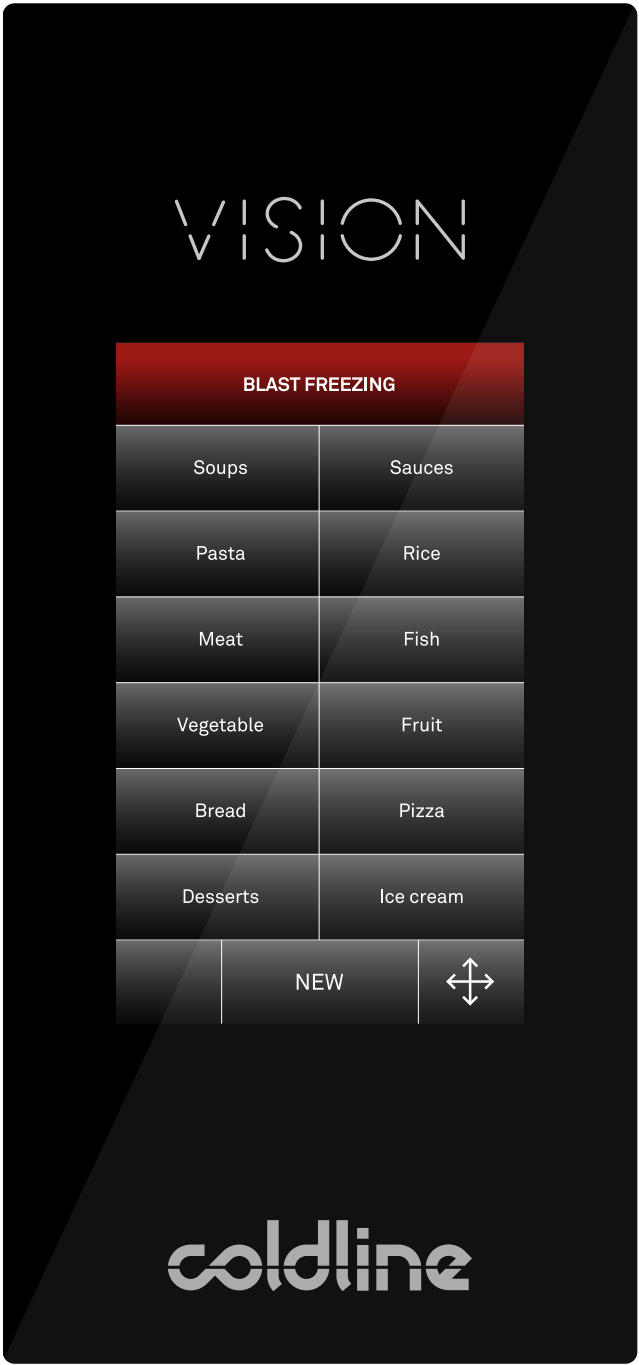 VISION
BLAST FREEZING
Soups Sauces
Pasta Rice
Meat Fish
Vegetable Fruit
Bread Pizza
Desserts Ice cream
NEW
coldline